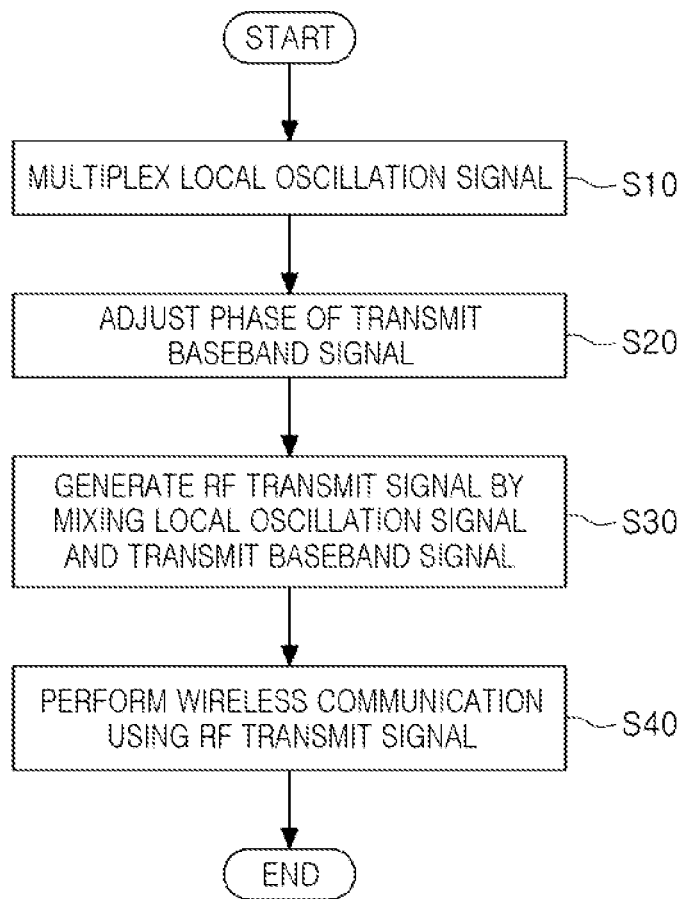 START
MULTIPLEX LOCAL OSCILLATION SIGNAL
S10
ADJUST PHASE OF TRANSMIT
BASEBAND SIGNAL
S20
GENERATE RF TRANSMIT SIGNAL BY
MIXING LOCAL OSCILLATION SIGNAL
AND TRANSMIT BASEBAND SIGNAL
S30
PERFORM WIRELESS COMMUNICATION
USING RF TRANSMIT SIGNAL
S40
END